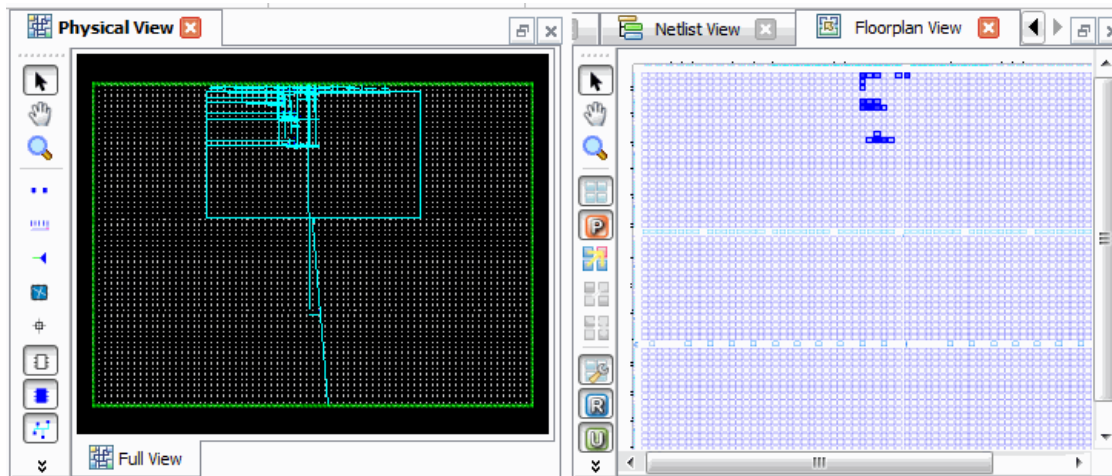 Physical View
Netlist View
Floorplan View
P
R
U
Full View